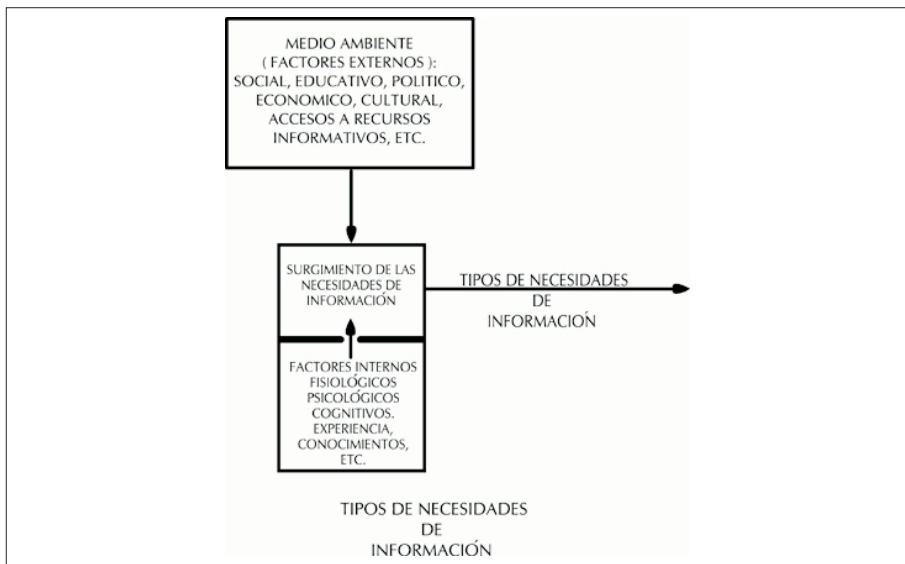 MEDIO AMBIENTE
( FACTORES EXTERNOS ):
SOCIAL, EDUCATIVO, POLITICO,
ECONOMICO, CULTURAL,
ACCESOS A RECURSOS
INFORMATIVOS, ETC.
SURGIMIENTO DE LAS
NECESIDADES DE
INFORMACIÓN
TIPOS DE NECESIDADES
DE
INFORMACIÓN
FACTORES INTERNOS
FISIOLÓGICOS
PSICOLÓGICOS
COGNITIVOS.
EXPERIENCIA,
CONOCIMIENTOS,
ETC.
TIPOS DE NECESIDADES
DE
INFORMACIÓN